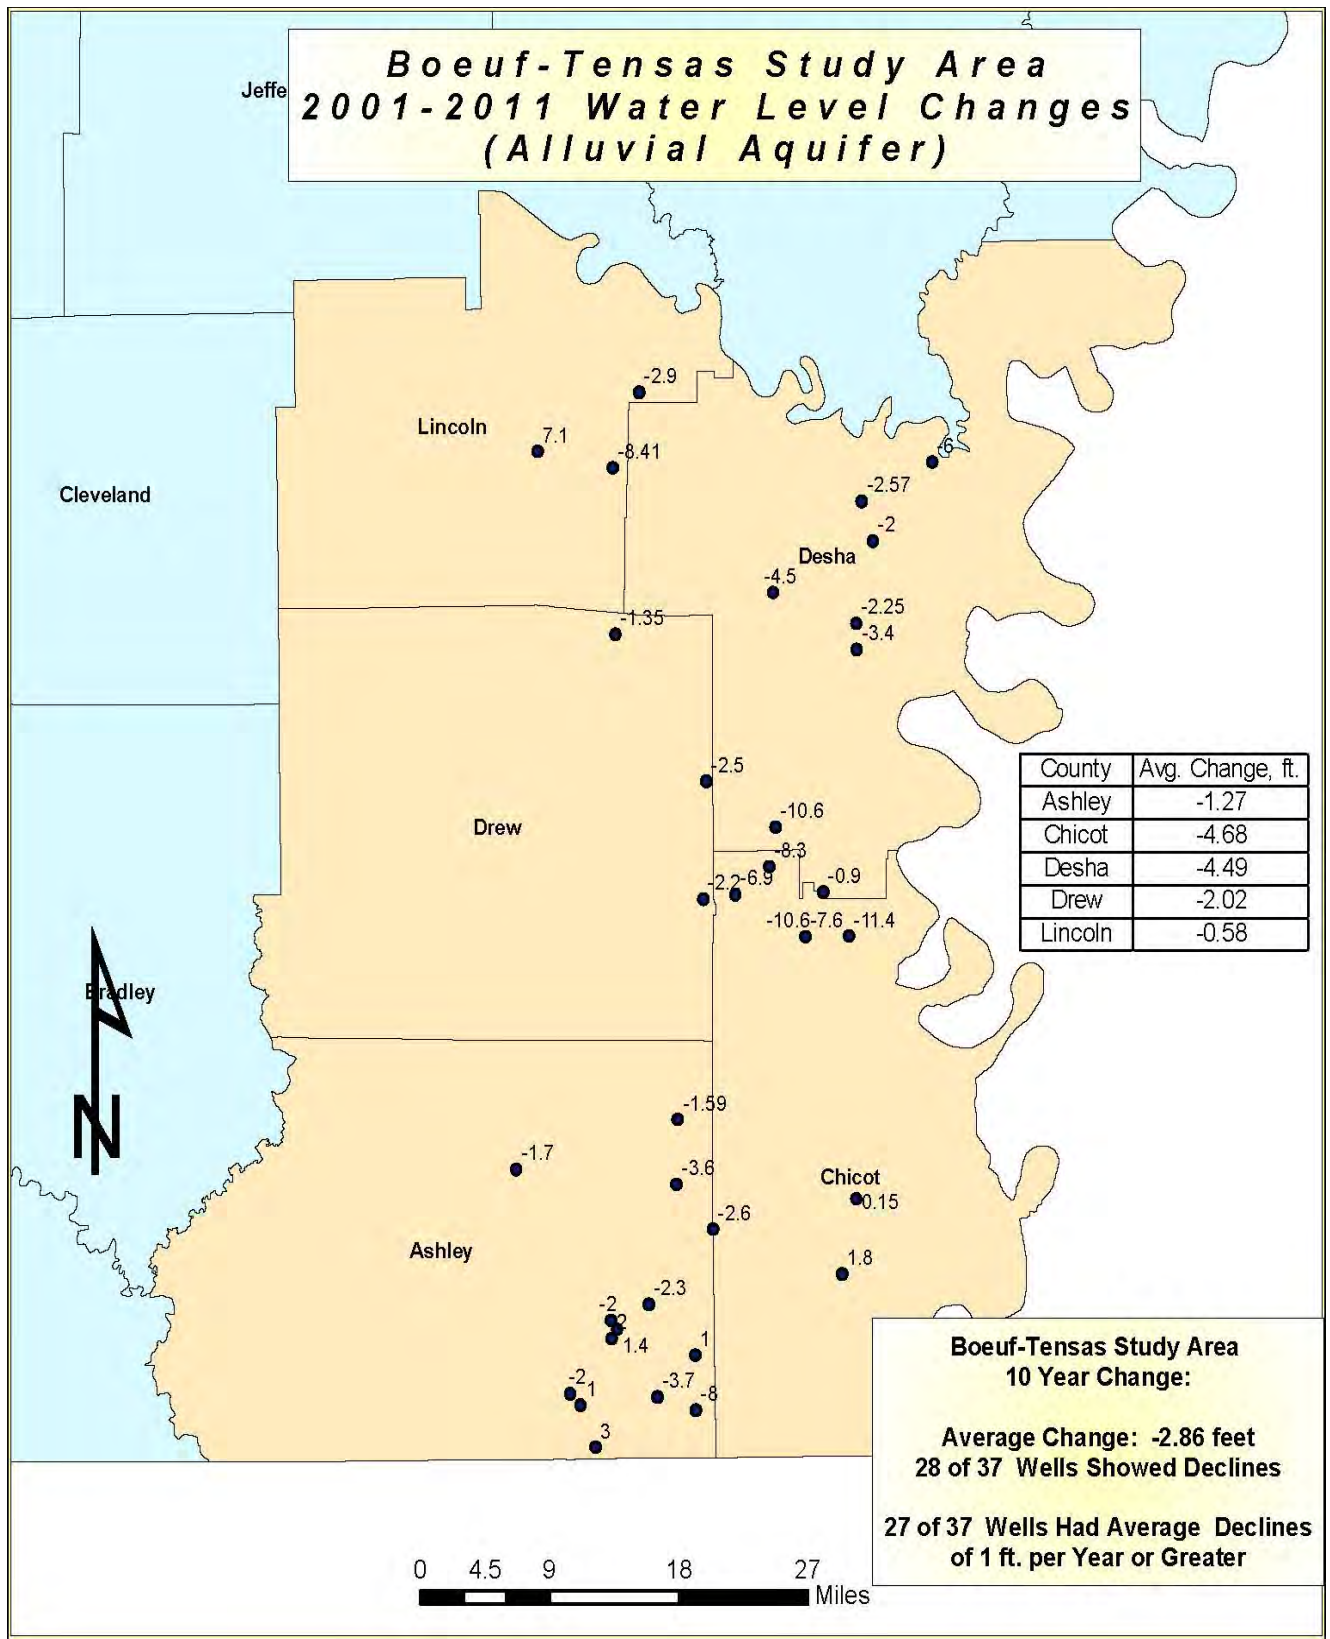 Boeuf-Tensas Study Area
2001-2011 Water Level Changes
(Alluvial Aquifer)
Jeffe
-2.9
Lincoln
7.1
-8.41
-6
Cleveland
-2.57
-2
Desha
-4.5
-2.25
-1.35
-3.4
-2.5
County Avg. Change, ft.
Ashley -1.27
Chicot -4.68
Desha -4.49
Drew -2.02
Lincoln -0.58
-10.6
Drew
-8.3
-2.2
-6.9
-0.9
-10.6
-7.6
-11.4
Bradley
N
-1.59
-1.7
-3.6
Chicot
0.15
-2.6
Ashley
1.8
-2.3
-2
2
1.4
1
-2
1
-3.7
-8
3
Boeuf-Tensas Study Area
10 Year Change:
Average Change: -2.86 feet
28 of 37 Wells Showed Declines
27 of 37 Wells Had Average Declines
of 1 ft. per Year or Greater
0 4.5 9 18 27
Miles